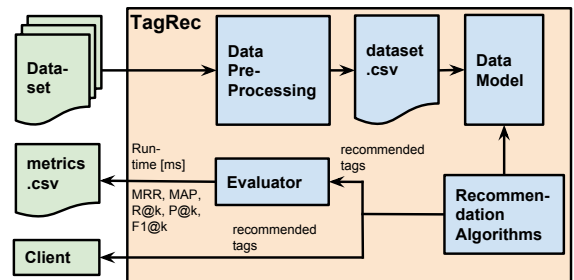 TagRec
Data-
set
Data
Pre-
Processing
dataset
.csv
Data
Model
metrics
.csv
Run-
time [ms]
MRR, MAP,
R@k, P@k,
F1@k
Evaluator
recommended
tags
Recommen-
dation
Algorithms
Client
recommended
tags